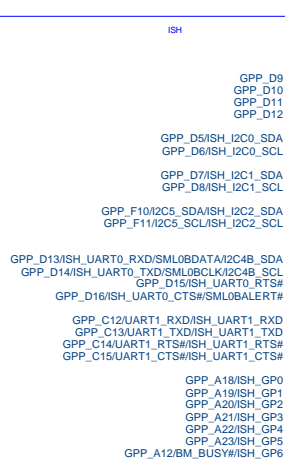 ISH
GPP_D9
GPP_D10
GPP_D11
GPP_D12
GPP_D5/ISH_I2C0_SDA
GPP_D6/ISH_I2C0_SCL
GPP_D7/ISH_I2C1_SDA
GPP_D8/ISH_I2C1_SCL
GPP_F10/I2C5_SDA/ISH_I2C2_SDA
GPP_F11/I2C5_SCL/ISH_I2C2_SCL
GPP_D13/ISH_UART0_RXD/SML0BDATA/I2C4B_SDA
GPP_D14/ISH_UART0_TXD/SML0BCLK/I2C4B_SCL
GPP_D15/ISH_UART0_RTS#
GPP_D16/ISH_UART0_CTS#/SML0BALERT#
GPP_C12/UART1_RXD/ISH_UART1_RXD
GPP_C13/UART1_TXD/ISH_UART1_TXD
GPP_C14/UART1_RTS#/ISH_UART1_RTS#
GPP_C15/UART1_CTS#/ISH_UART1_CTS#
GPP_A18/ISH_GP0
GPP_A19/ISH_GP1
GPP_A20/ISH_GP2
GPP_A21/ISH_GP3
GPP_A22/ISH_GP4
GPP_A23/ISH_GP5
GPP_A12/BM_BUSY#/ISH_GP6